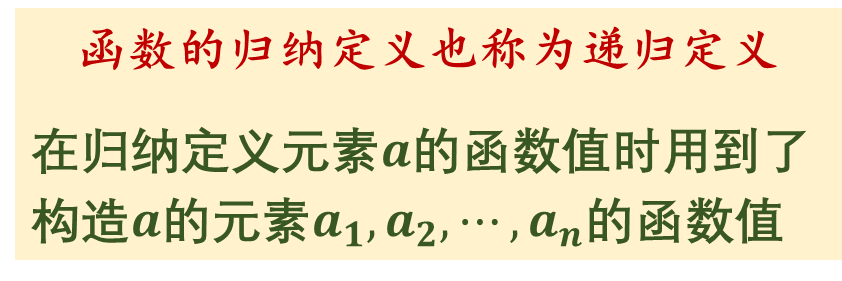 函数的归纳定义也称为递归定义
在归纳定义元素a的函数值时用到了
构造a的元素a₁, a₂, ⋯ , aₙ的函数值